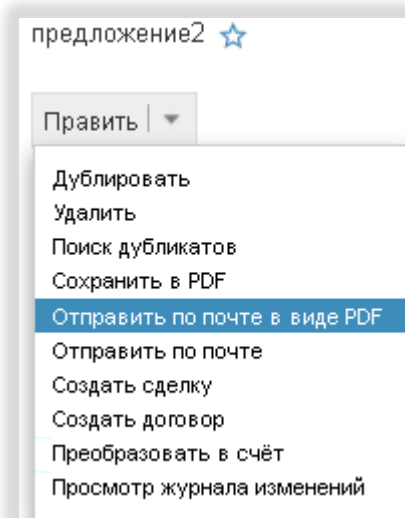 предложение2
Править
Дублировать
Удалить
Поиск дубликатов
Сохранить в PDF
Отправить по почте в виде PDF
Отправить по почте
Создать сделку
Создать договор
Преобразовать в счёт
Просмотр журнала изменений